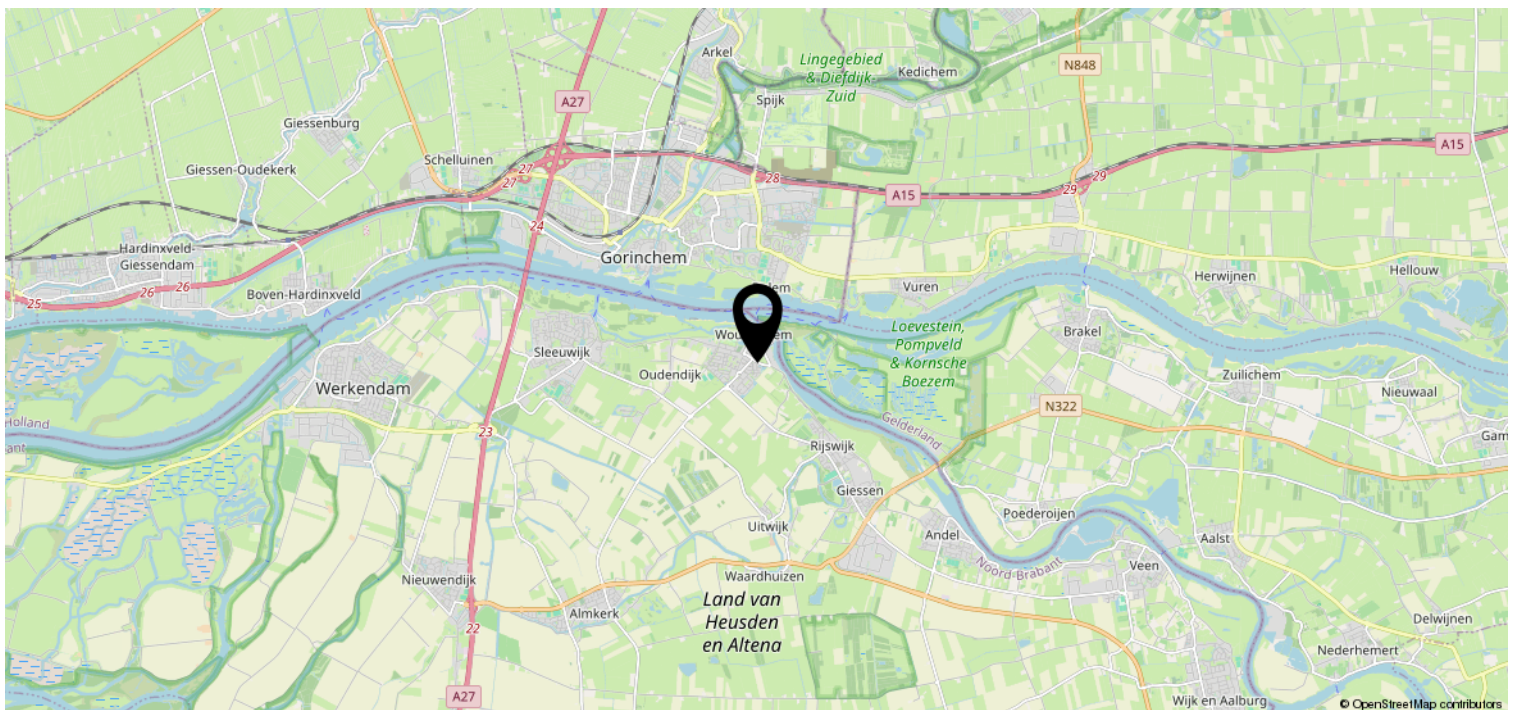 Arkel
Lingegebied
& Diefdijk-
Zuid
Kedichem
N848
A27
Spijk
Giessenburg
A15
Schelluinen
Giessen-Oudekerk
27
27
28
29
29
A15
24
Hardinxveld-
Giessendam
Gorinchem
Hellouw
Herwijnen
26
26
25
Boven-Hardinxveld
Vuren
Loevestein,
Pompveld
& Kornsche
Boezem
Brakel
Sleeuwijk
Oudendijk
Zuilichem
Werkendam
Nieuwaal
N322
Holland
ant
Gelderland
23
Gam
Rijswijk
Giessen
Poederoijen
Uitwijk
Andel
Aalst
Noord-Brabant
Veen
Nieuwendijk
Waardhuizen
Almkerk
Land van
Heusden
en Altena
22
Delwijnen
Nederhemert
A27
Wijk en Aalburg
© OpenStreetMap contributors